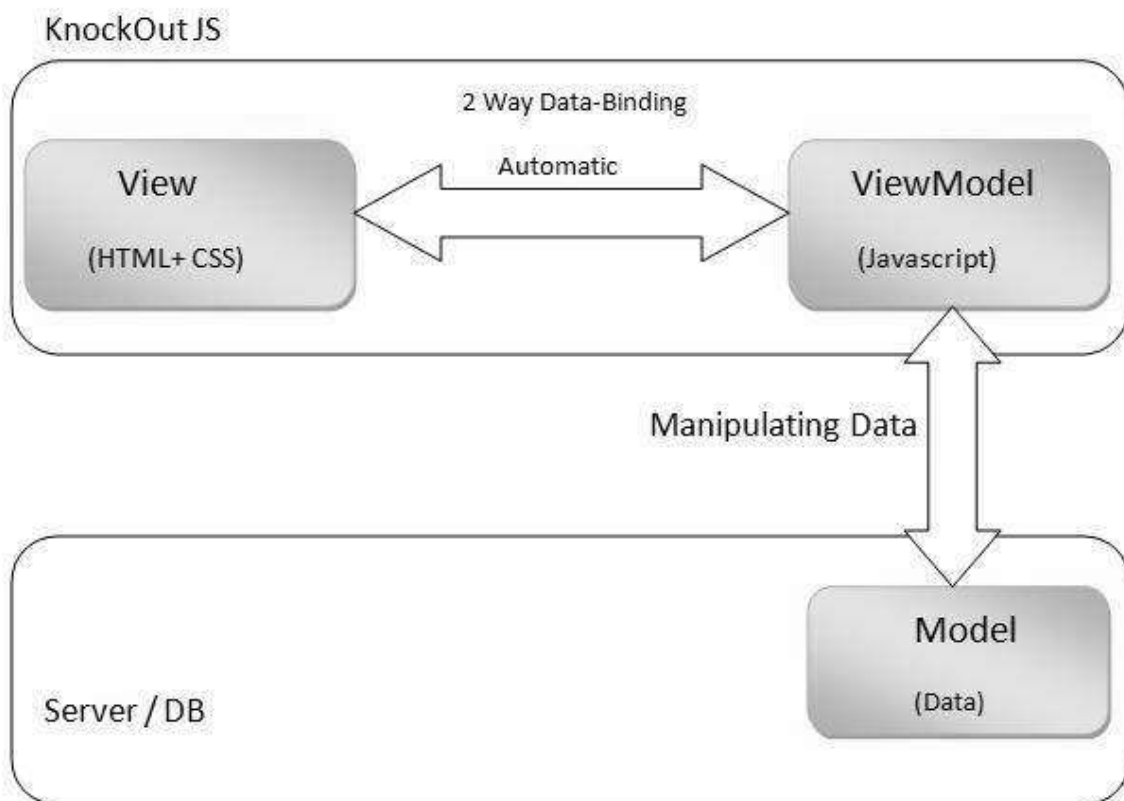 KnockOut JS
2 Way Data-Binding
Automatic
View
(HTML+ CSS)
ViewModel
(Javascript)
Manipulating Data
Model
(Data)
Server / DB